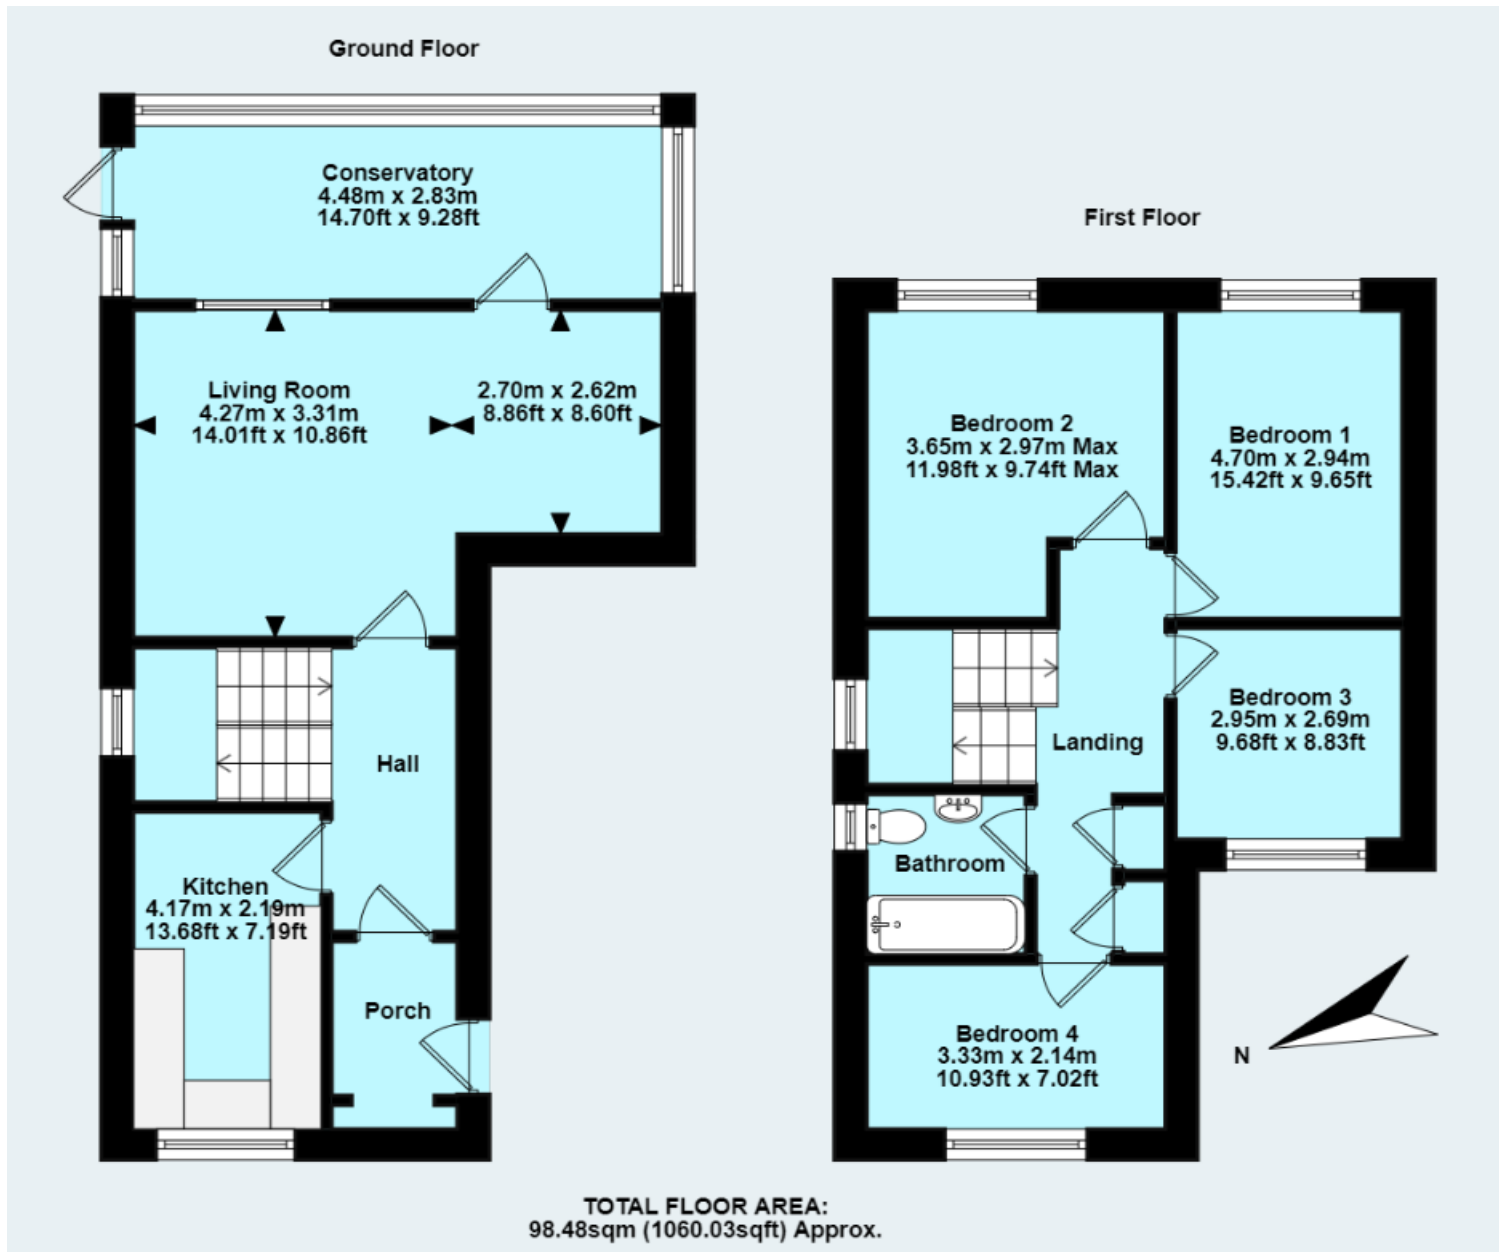 Ground Floor
Conservatory
4.48m x 2.83m
14.70ft x 9.28ft
Living Room
4.27m x 3.31m
14.01ft x 10.86ft
2.70m x 2.62m
8.86ft x 8.60ft
Hall
Kitchen
4.17m x 2.19m
13.68ft x 7.19ft
Porch
First Floor
Bedroom 2
3.65m x 2.97m Max
11.98ft x 9.74ft Max
Bedroom 1
4.70m x 2.94m
15.42ft x 9.65ft
Bedroom 3
2.95m x 2.69m
9.68ft x 8.83ft
Landing
Bathroom
Bedroom 4
3.33m x 2.14m
10.93ft x 7.02ft
N
TOTAL FLOOR AREA:
98.48sqm (1060.03sqft) Approx.